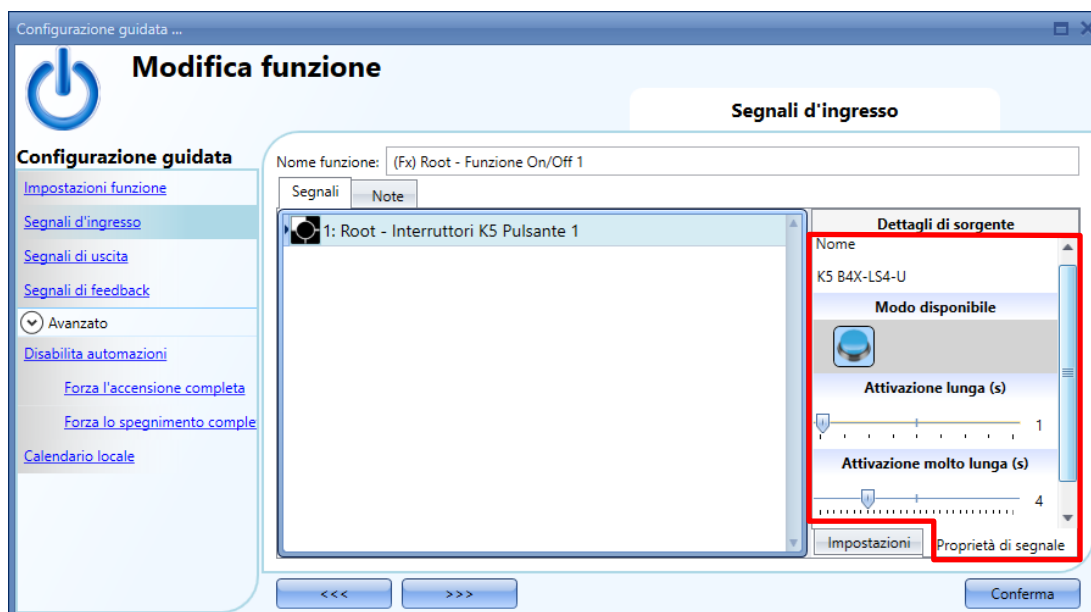 Configurazione guidata ...
Modifica funzione
Segnali d'ingresso
Configurazione guidata
Impostazioni funzione
Segnali d'ingresso
Segnali di uscita
Segnali di feedback
Avanzato
Disabilita automazioni
Forza l'accensione completa
Forza lo spegnimento comple
Calendario locale
Nome funzione: (Fx) Root - Funzione On/Off 1
Segnali Note
1: Root - Interruttori K5 Pulsante 1
Dettagli di sorgente
Nome
K5 B4X-LS4-U
Modo disponibile
Attivazione lunga (s)
1
Attivazione molto lunga (s)
4
Impostazioni Proprietà di segnale
<<< >>> Conferma